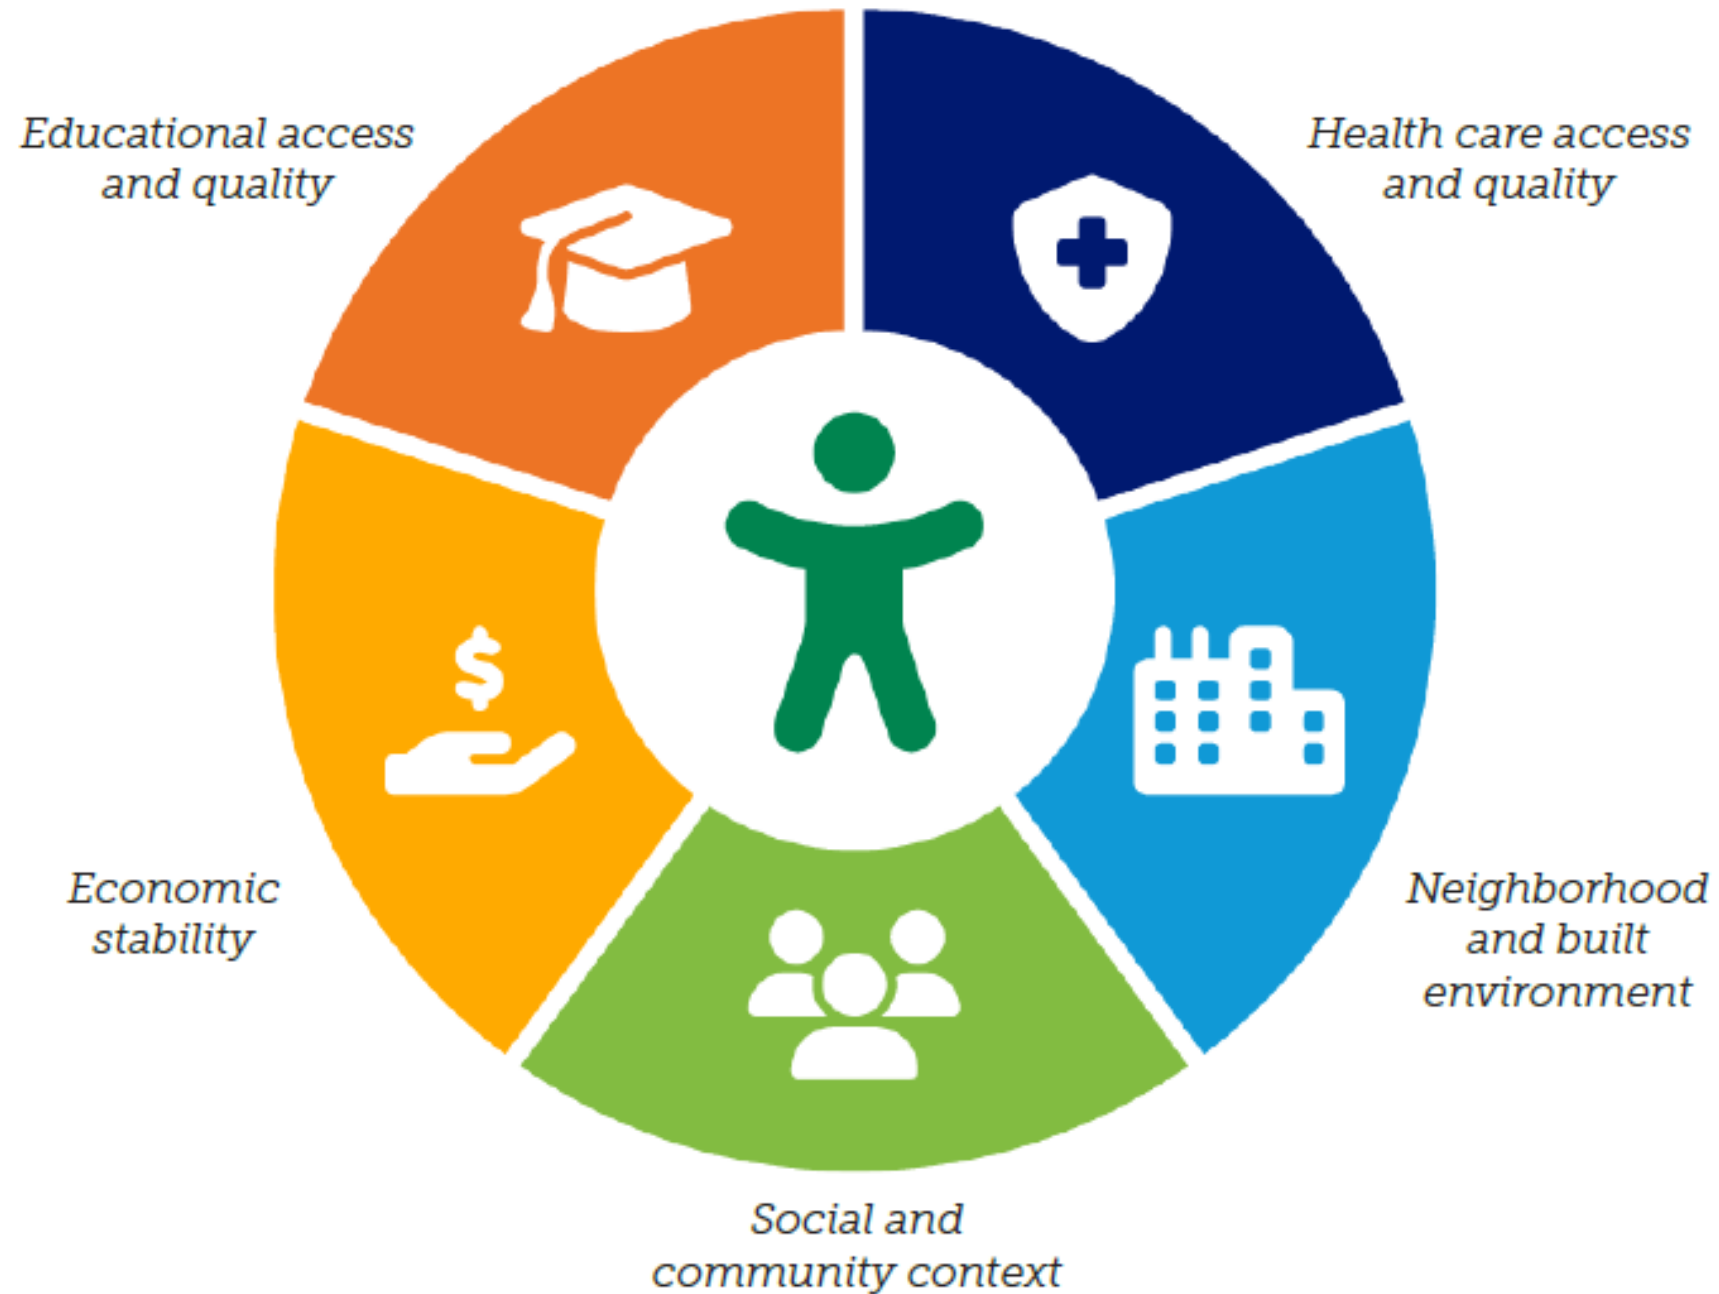 Educational access
and quality
Health care access
and quality
$
Economic
stability
Neighborhood
and built
environment
Social and
community context